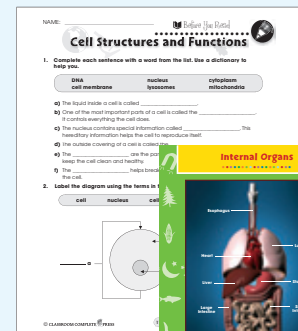 NAME:
Before You Read
Cell Structures and Functions
1. Complete each sentence with a word from the list. Use a dictionary to
help you.
DNA nucleus cytoplasm
cell membrane lysosomes mitochondria
a) The liquid inside a cell is called
b) One of the most important parts of a cell is called the
It controls everything the cell does.
c) The nucleus contains special information called This
hereditary information helps the cell to reproduce itself.
d) The outside covering of a cell is called the
e) The are the par
keep the cell clean and healthy.
f) The helps break
the cell.
2. Label the diagram using the terms in t
cell nucleus cel
a
© CLASSROOM COMPLETE PRESS
Internal Organs
Esophagus
Heart
Liver
Large
Intestine